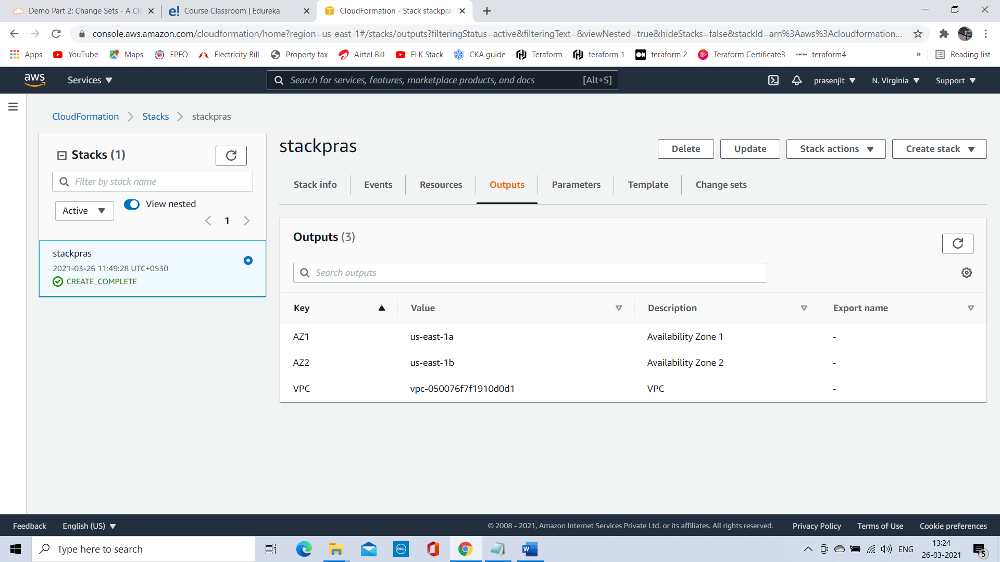 Demo Part 2: Change Sets - A Clo
Course Classroom | Edureka
CloudFormation - Stack stackpras
console.aws.amazon.com/cloudformation/home?region=us-east-1#/stacks/outputs?filteringStatus=active&filteringText=&viewNested=true&hideStacks=false&stackId=arn%3Aaws%3Acloudformation...
Apps YouTube Maps EPFO Electricity Bill Property tax Airtel Bill ELK Stack CKA guide Teraform teraform 1 teraform 2 Terraform Certificate3 teraform4 » Reading list
aws Services Search for services, features, marketplace products, and docs [Alt+S] prasenjit N. Virginia Support
CloudFormation Stacks stackpras
Stacks (1)
Filter by stack name
Active View nested
1
stackpras
2021-03-26 11:49:28 UTC+0530
CREATE_COMPLETE
stackpras
Delete Update Stack actions Create stack
Stack info Events Resources Outputs Parameters Template Change sets
Outputs (3)
Search outputs
Key Value Description Export name
AZ1 us-east-1a Availability Zone 1 -
AZ2 us-east-1b Availability Zone 2 -
VPC vpc-050076f7f1910d0d1 VPC -
Feedback English (US) © 2008 - 2021, Amazon Internet Services Private Ltd. or its affiliates. All rights reserved. Privacy Policy Terms of Use Cookie preferences
Type here to search
ENG
13:24
26-03-2021
5